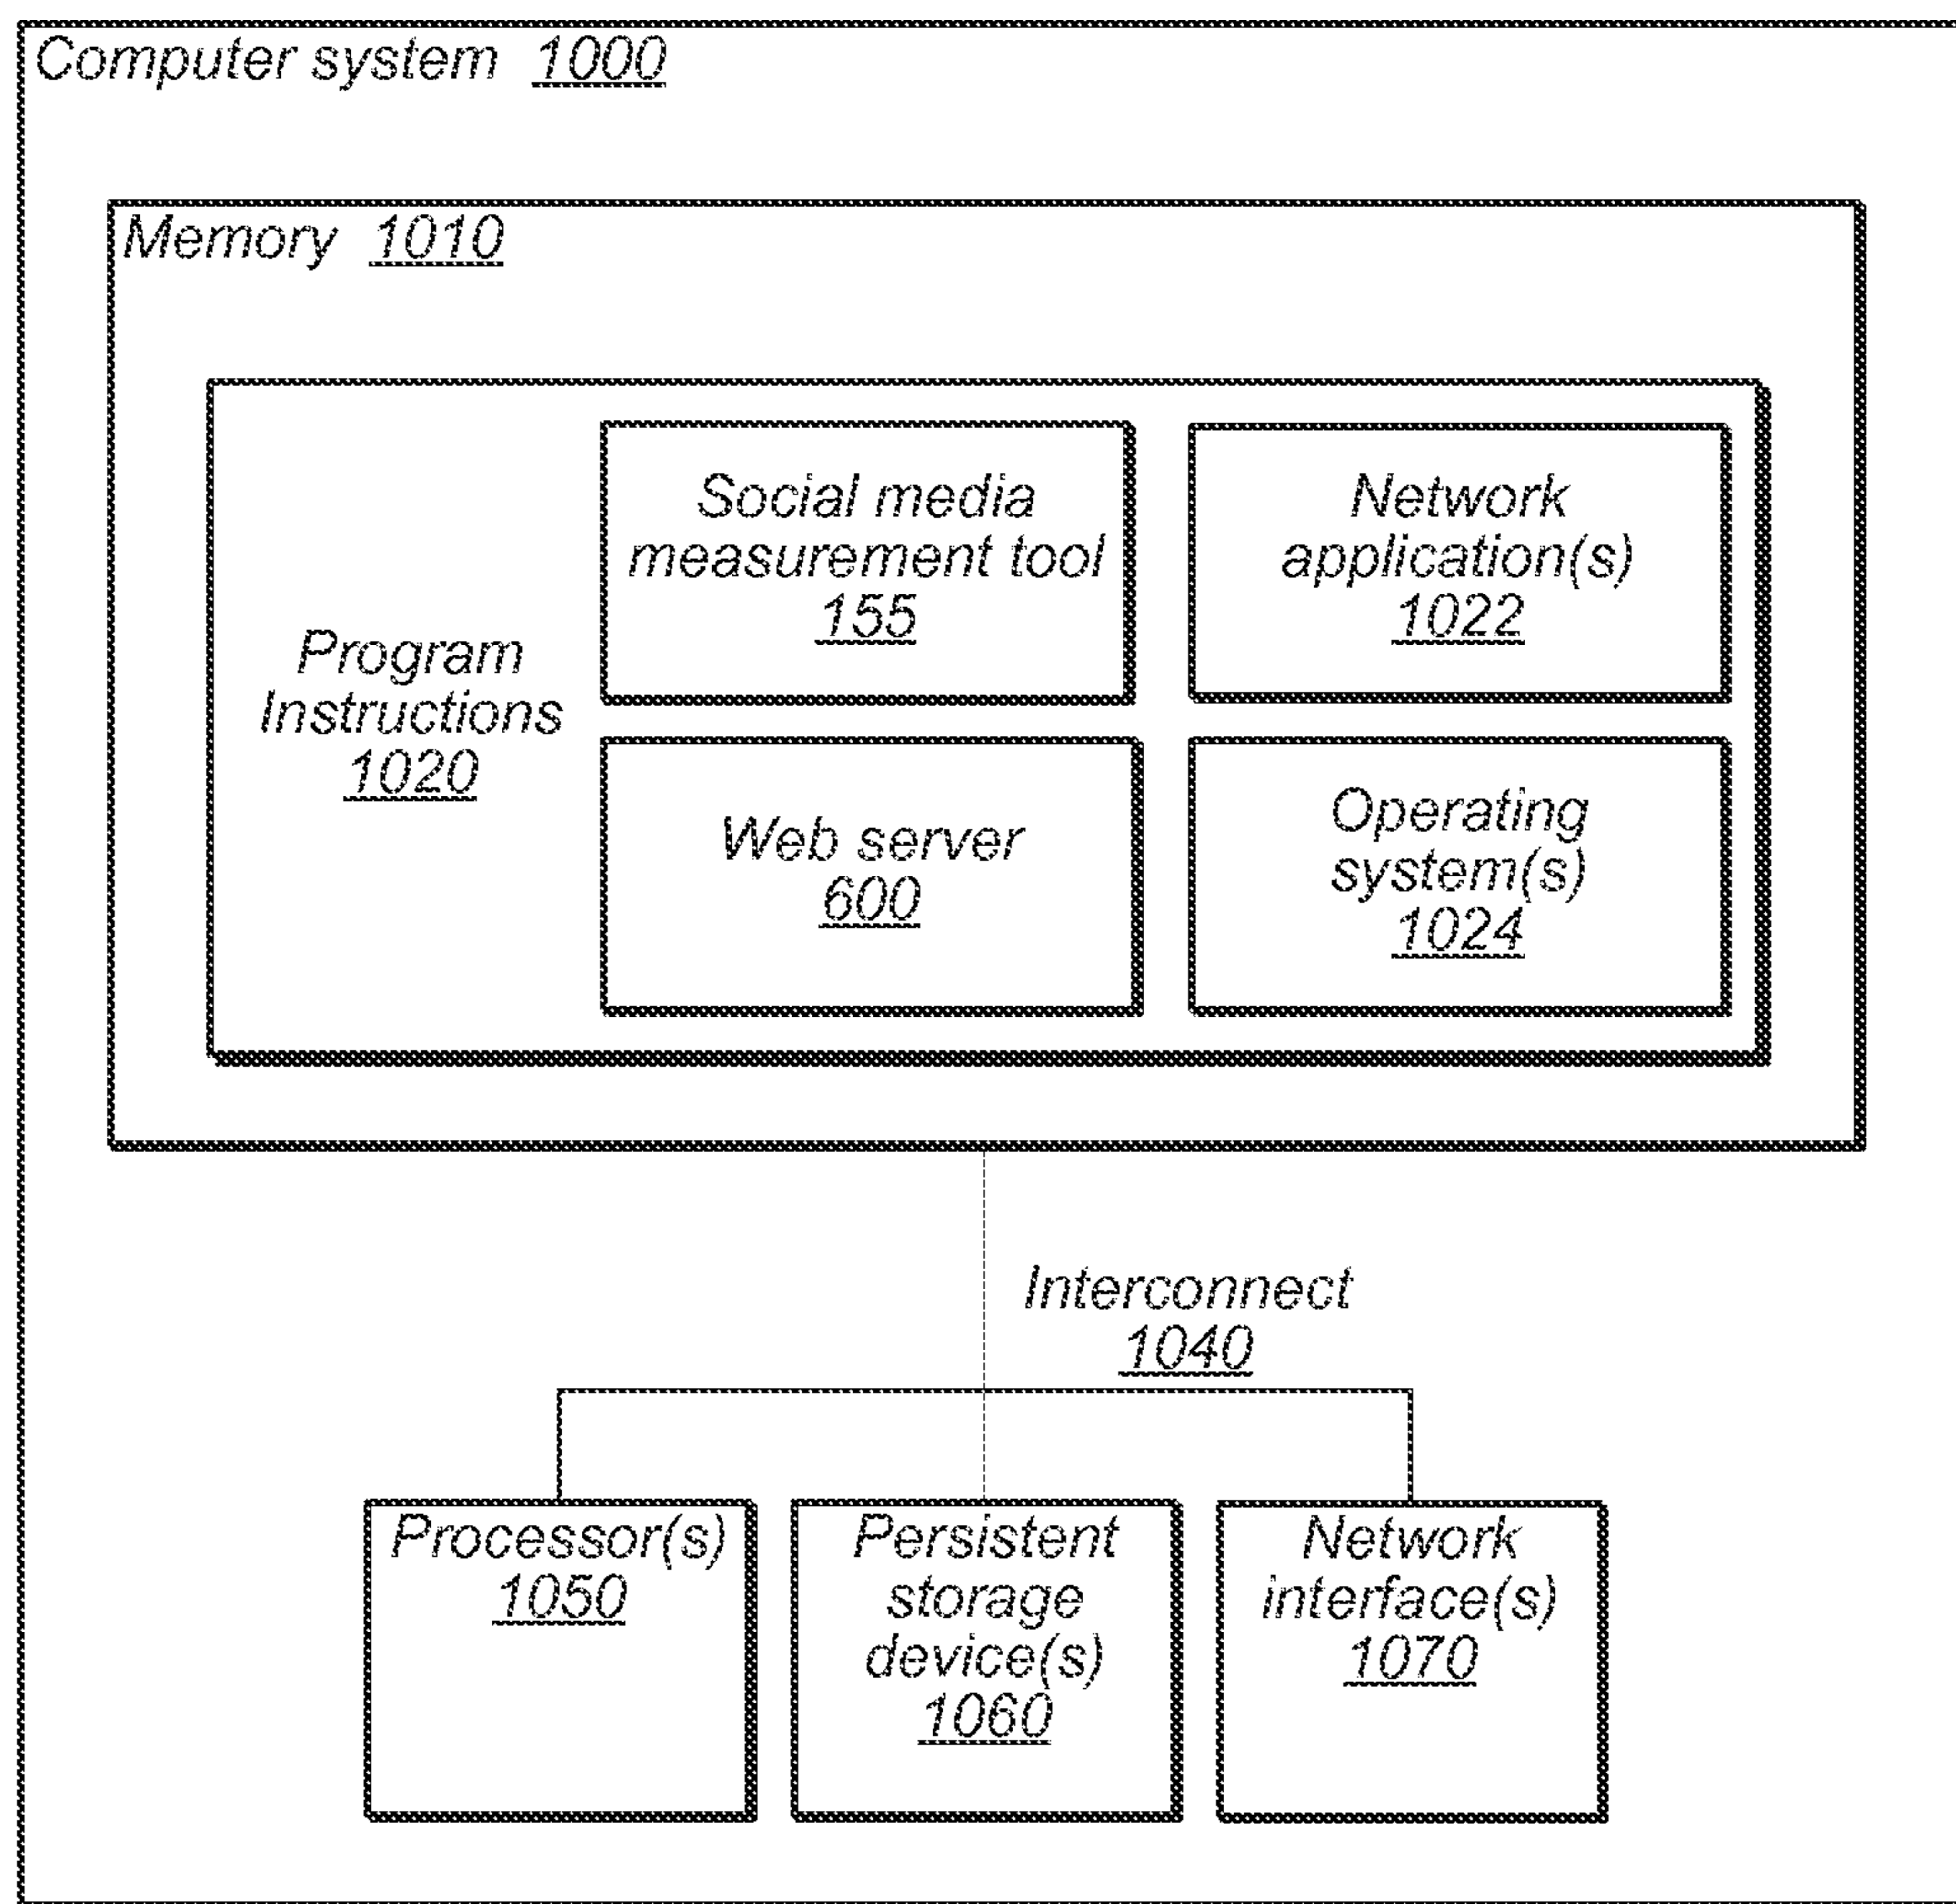 Computer system 1000
Memory 1010
Program
Instructions
1020
Social media
measurement tool
155
Network
application(s)
1022
Web server
600
Operating
system(s)
1024
Interconnect
1040
Processor(s)
1050
Persistent
storage
device(s)
1060
Network
interface(s)
1070